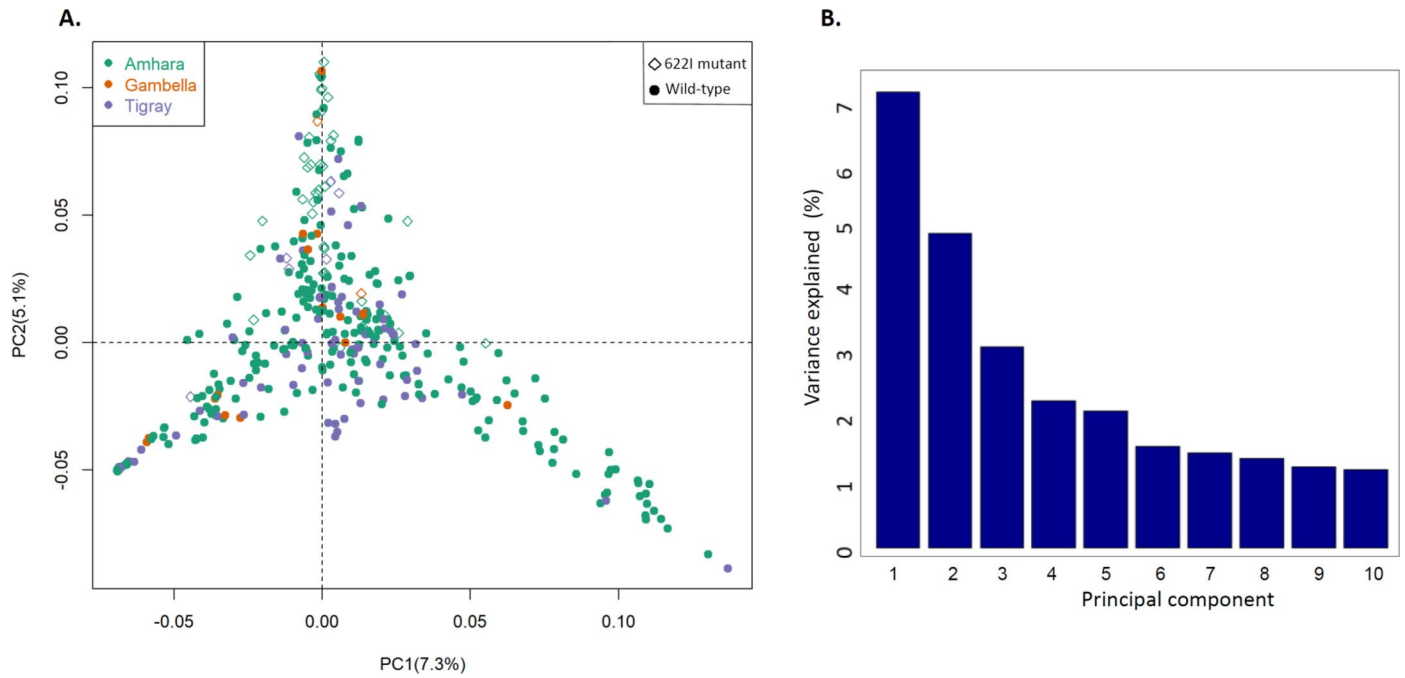 A.
Amhara
Gambella
Tigray
622I mutant
Wild-type
0.10
0.05
0.00
-0.05
PC2(5.1%)
-0.05
0.00
0.05
0.10
PC1(7.3%)
B.
7
6
5
4
3
2
1
0
Variance explained (%)
1 2 3 4 5 6 7 8 9 10
Principal component